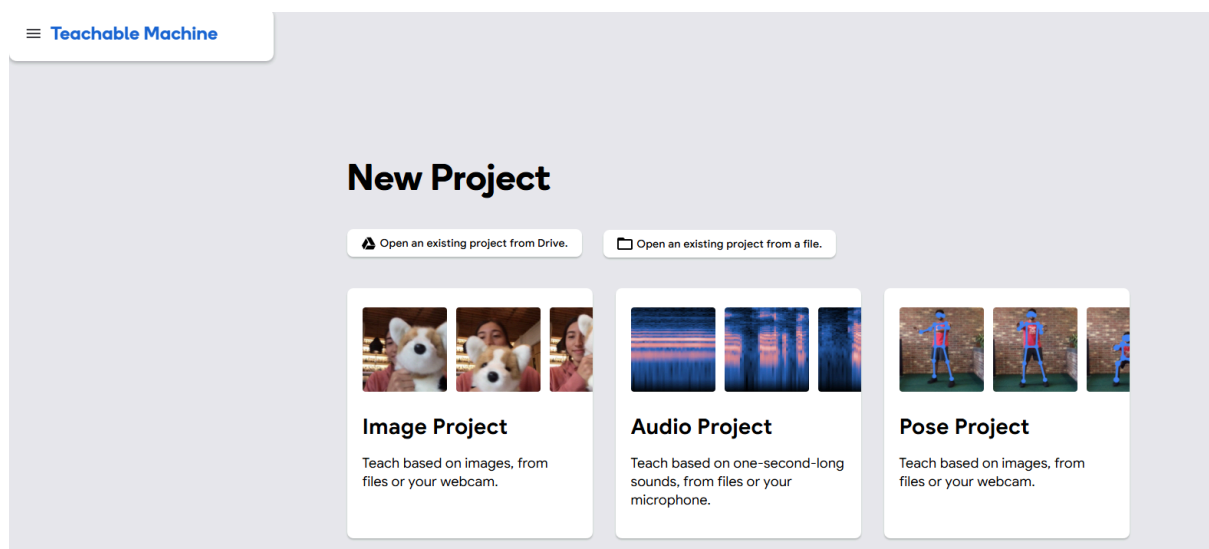 Teachable Machine
New Project
Open an existing project from Drive.
Open an existing project from a file.
Image Project
Teach based on images, from
files or your webcam.
Audio Project
Teach based on one-second-long
sounds, from files or your
microphone.
Pose Project
Teach based on images, from
files or your webcam.